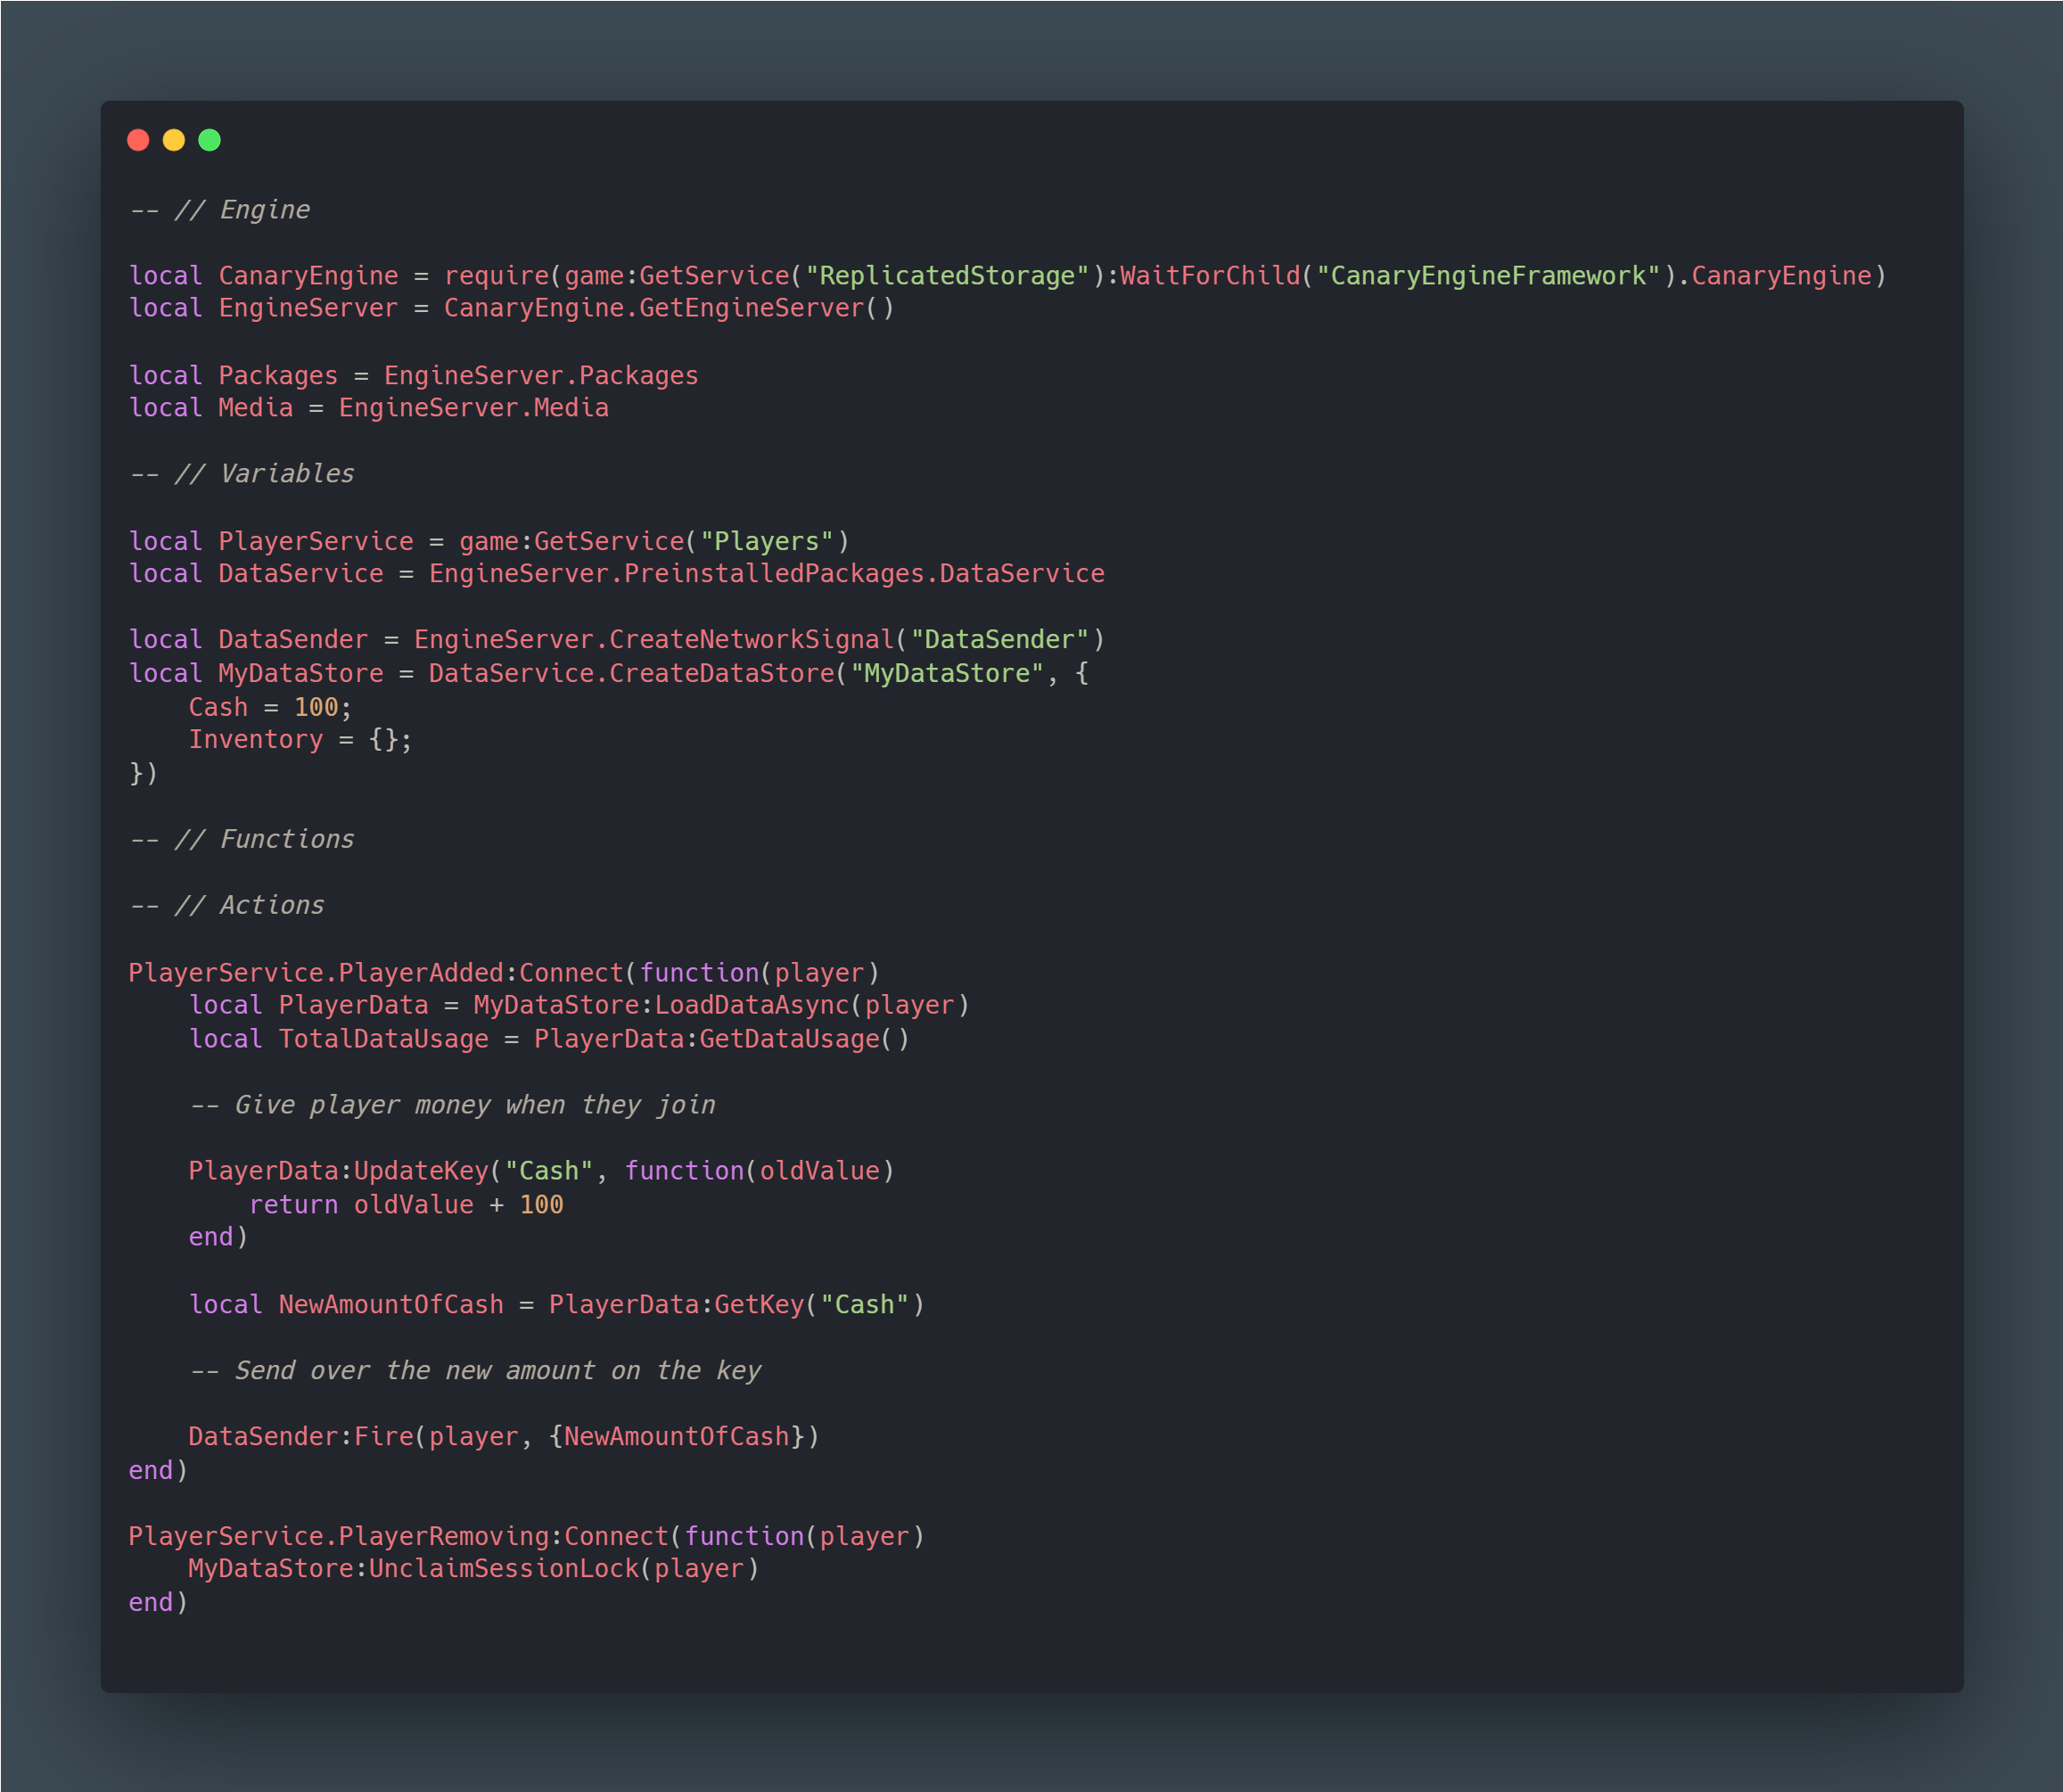 -- // Engine
local CanaryEngine = require(game:GetService("ReplicatedStorage"):WaitForChild("CanaryEngineFramework").CanaryEngine)
local EngineServer = CanaryEngine.GetEngineServer()
local Packages = EngineServer.Packages
local Media = EngineServer.Media
-- // Variables
local PlayerService = game:GetService("Players")
local DataService = EngineServer.PreinstalledPackages.DataService
local DataSender = EngineServer.CreateNetworkSignal("DataSender")
local MyDataStore = DataService.CreateDataStore("MyDataStore", {
    Cash = 100;
    Inventory = {};
})
-- // Functions
-- // Actions
PlayerService.PlayerAdded:Connect(function(player)
    local PlayerData = MyDataStore:LoadDataAsync(player)
    local TotalDataUsage = PlayerData:GetDataUsage()
    -- Give player money when they join
    PlayerData:UpdateKey("Cash", function(oldValue)
        return oldValue + 100
    end)
    local NewAmountOfCash = PlayerData:GetKey("Cash")
    -- Send over the new amount on the key
    DataSender:Fire(player, {NewAmountOfCash})
end)
PlayerService.PlayerRemoving:Connect(function(player)
    MyDataStore:UnclaimSessionLock(player)
end)